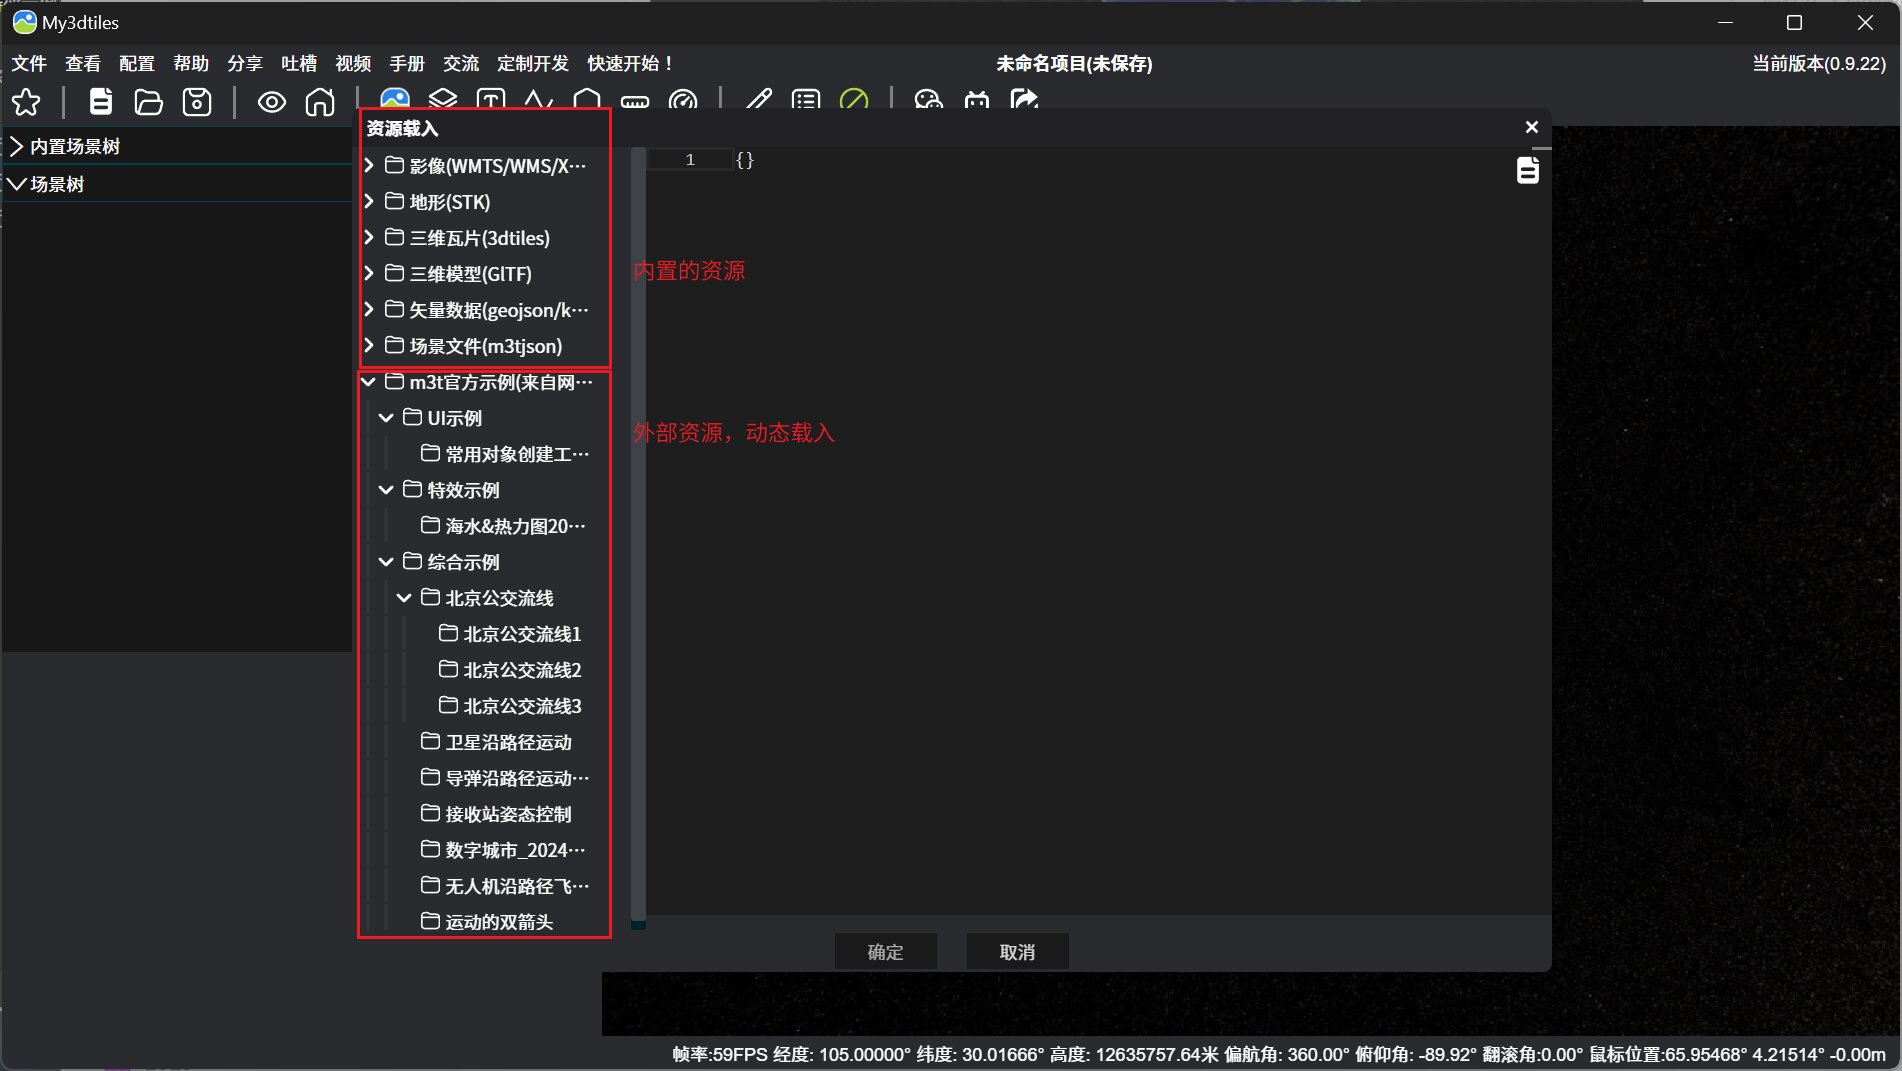 My3dtiles
文件 查看 配置 帮助 分享 吐槽 视频 手册 交流 定制开发 快速开始！ 未命名项目(未保存) 当前版本(0.9.22)
内置场景树
场景树
资源载入
影像(WMTS/WMS/X…
地形(STK)
三维瓦片(3dtiles)
三维模型(GlTF)
矢量数据(geojson/k…
场景文件(m3tjson)
m3t官方示例(来自网…
UI示例
常用对象创建工…
特效示例
海水&热力图20…
综合示例
北京公交流线
北京公交流线1
北京公交流线2
北京公交流线3
卫星沿路径运动
导弹沿路径运动…
接收站姿态控制
数字城市_2024…
无人机沿路径飞…
运动的双箭头
1 {}
内置的资源
外部资源，动态载入
确定 取消
帧率:59FPS 经度: 105.00000° 纬度: 30.01666° 高度: 12635757.64米 偏航角: 360.00° 俯仰角: -89.92° 翻滚角:0.00° 鼠标位置:65.95468° 4.21514° -0.00m